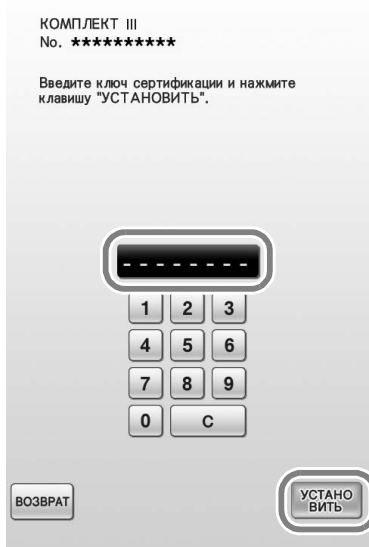 КОМПЛЕКТ III
No. **********
Введите ключ сертификации и нажмите
клавишу "УСТАНОВИТЬ".
- - - - - - - -
1 2 3
4 5 6
7 8 9
0 C
ВОЗВРАТ
УСТАНО
ВИТЬ